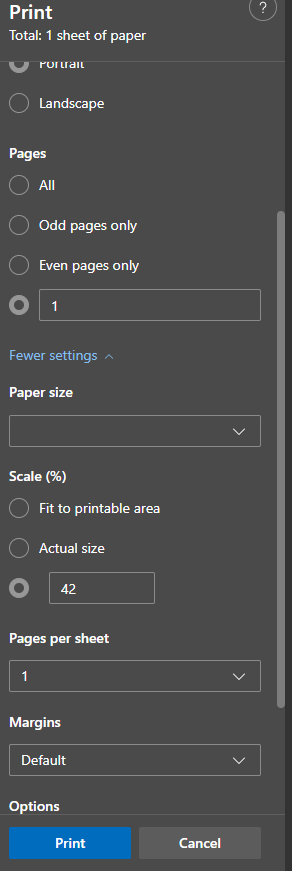 Print
?
Total: 1 sheet of paper
Portrait
Landscape
Pages
All
Odd pages only
Even pages only
1
Fewer settings
Paper size
Scale (%)
Fit to printable area
Actual size
42
Pages per sheet
1
Margins
Default
Options
Print
Cancel